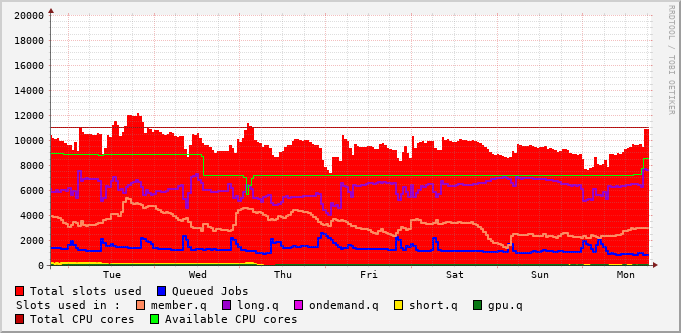 RRDTOOL / TOBI OETIKER
20000
18000
16000
14000
12000
10000
8000
6000
4000
2000
0
Tue Wed Thu Fri Sat Sun Mon
Total slots used Queued Jobs
Slots used in : member.q long.q ondemand.q short.q gpu.q
Total CPU cores Available CPU cores